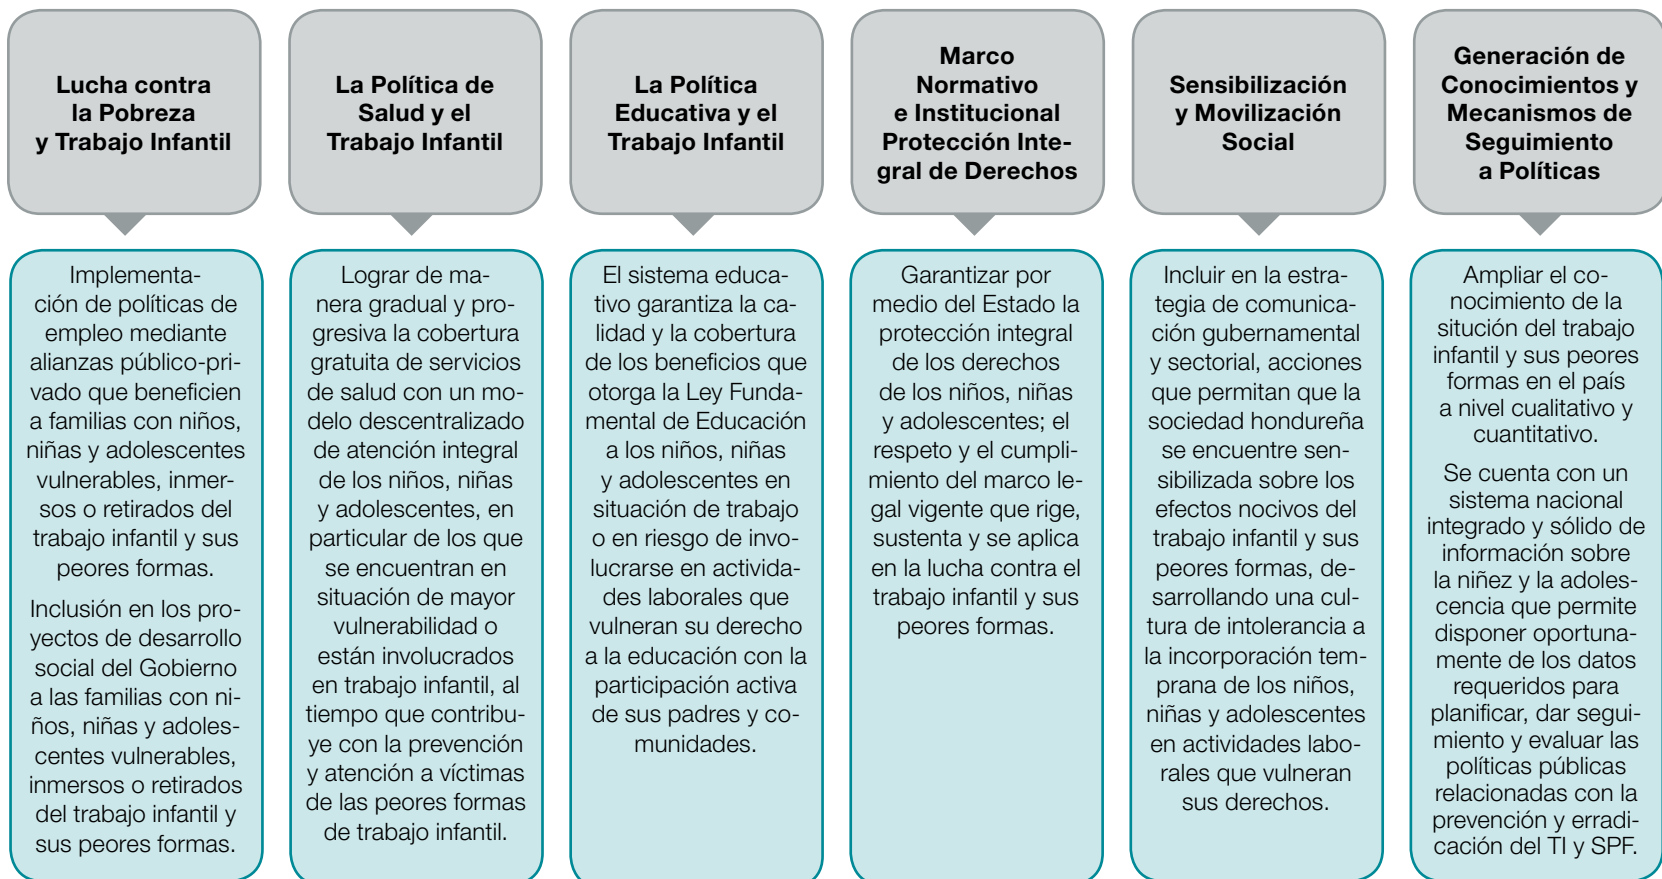 Lucha contra
la Pobreza
y Trabajo Infantil
Implementa-
ción de políticas de
empleo mediante
alianzas público-pri-
vado que beneficien
a familias con niños,
niñas y adolescentes
vulnerables, inmer-
sos o retirados del
trabajo infantil y sus
peores formas.
Inclusión en los pro-
yectos de desarrollo
social del Gobierno
a las familias con ni-
ños, niñas y adoles-
centes vulnerables,
inmersos o retirados
del trabajo infantil y
sus peores formas.
La Política de
Salud y el
Trabajo Infantil
Lograr de ma-
nera gradual y pro-
gresiva la cobertura
gratuita de servicios
de salud con un mo-
delo descentralizado
de atención integral
de los niños, niñas
y adolescentes, en
particular de los que
se encuentran en
situación de mayor
vulnerabilidad o
están involucrados
en trabajo infantil, al
tiempo que contribu-
ye con la prevención
y atención a víctimas
de las peores formas
de trabajo infantil.
La Política
Educativa y el
Trabajo Infantil
El sistema educa-
tivo garantiza la ca-
lidad y la cobertura
de los beneficios que
otorga la Ley Funda-
mental de Educación
a los niños, niñas
y adolescentes en
situación de trabajo
o en riesgo de invo-
lucrarse en activida-
des laborales que
vulneran su derecho
a la educación con la
participación activa
de sus padres y co-
munidades.
Marco
Normativo
e Institucional
Protección Inte-
gral de Derechos
Garantizar por
medio del Estado la
protección integral
de los derechos
de los niños, niñas
y adolescentes; el
respeto y el cumpli-
miento del marco le-
gal vigente que rige,
sustenta y se aplica
en la lucha contra el
trabajo infantil y sus
peores formas.
Sensibilización
y Movilización
Social
Incluir en la estra-
tegia de comunica-
ción gubernamental
y sectorial, acciones
que permitan que la
sociedad hondureña
se encuentre sen-
sibilizada sobre los
efectos nocivos del
trabajo infantil y sus
peores formas, de-
sarrollando una cul-
tura de intolerancia a
la incorporación tem-
prana de los niños,
niñas y adolescentes
en actividades labo-
rales que vulneran
sus derechos.
Generación de
Conocimientos y
Mecanismos de
Seguimiento
a Políticas
Ampliar el co-
nocimiento de la
situción del trabajo
infantil y sus peores
formas en el país
a nivel cualitativo y
cuantitativo.
Se cuenta con un
sistema nacional
integrado y sólido de
información sobre
la niñez y la adoles-
cencia que permite
disponer oportuna-
mente de los datos
requeridos para
planificar, dar segui-
miento y evaluar las
políticas públicas
relacionadas con la
prevención y erradi-
cación del TI y SPF.